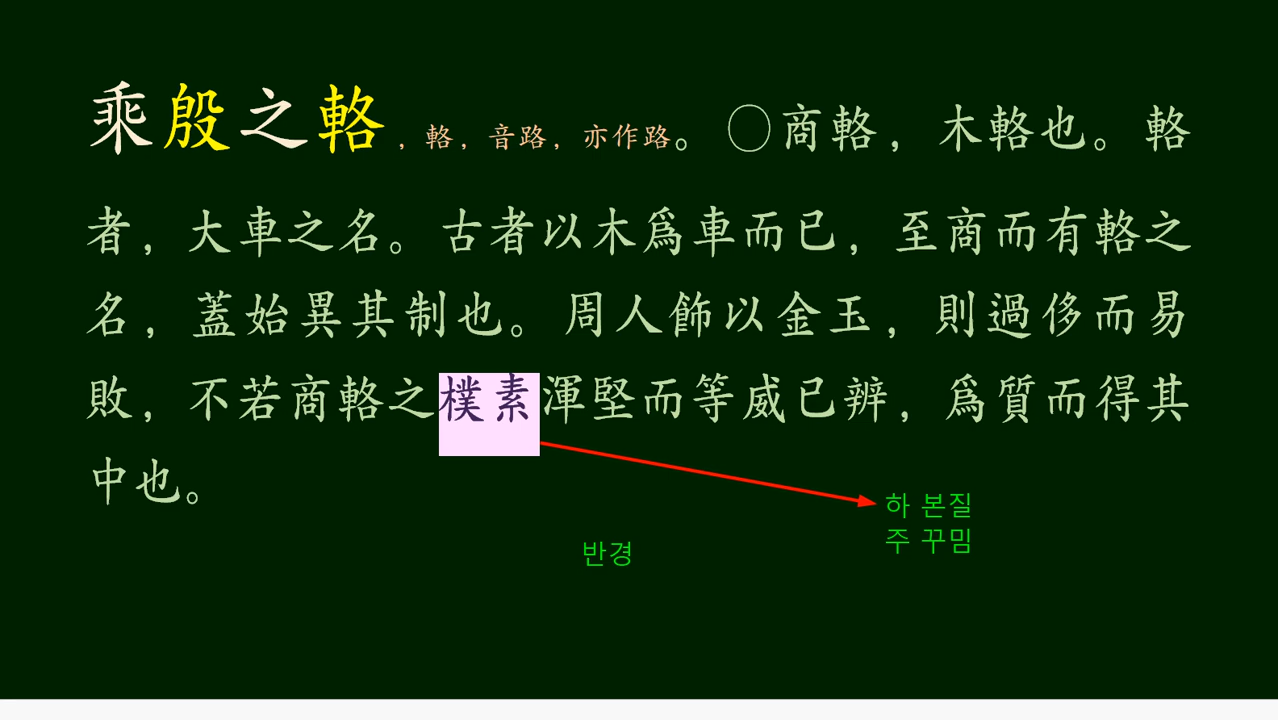 乘殷之輅，輅，音路，亦作路。○商輅，木輅也。輅
者，大車之名。古者以木爲車而已，至商而有輅之
名，蓋始異其制也。周人飾以金玉，則過侈而易
敗，不若商輅之樸素渾堅而等威已辨，爲質而得其
中也。
하 본질
주 꾸밈
반경